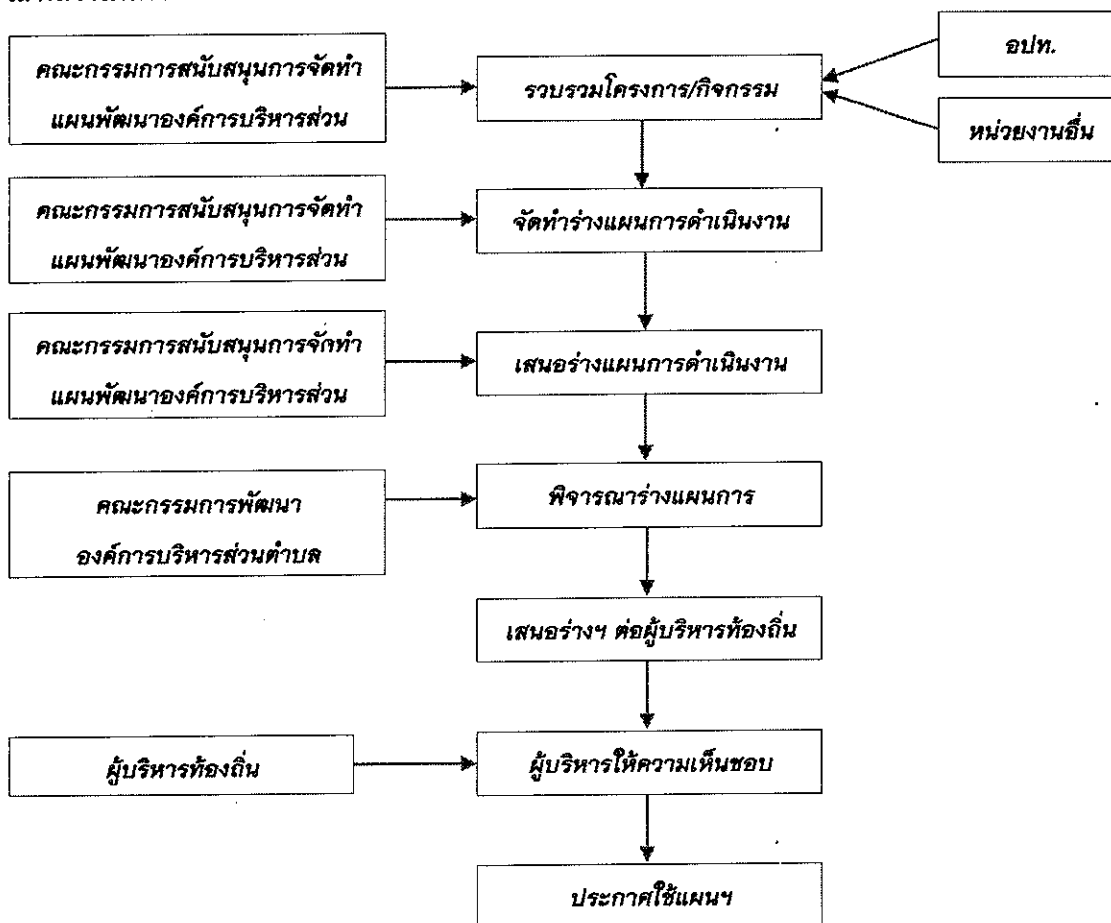 คณะกรรมการสนับสนุนการจัดทำ
แผนพัฒนาองค์การบริหารส่วน
รวบรวมโครงการ/กิจกรรม
อปท.
หน่วยงานอื่น
คณะกรรมการสนับสนุนการจัดทำ
แผนพัฒนาองค์การบริหารส่วน
จัดทำร่างแผนการดำเนินงาน
คณะกรรมการสนับสนุนการจัดทำ
แผนพัฒนาองค์การบริหารส่วน
เสนอร่างแผนการดำเนินงาน
คณะกรรมการพัฒนา
องค์การบริหารส่วนตำบล
พิจารณาร่างแผนการ
เสนอร่างฯ ต่อผู้บริหารท้องถิ่น
ผู้บริหารท้องถิ่น
ผู้บริหารให้ความเห็นชอบ
ประกาศใช้แผนฯ